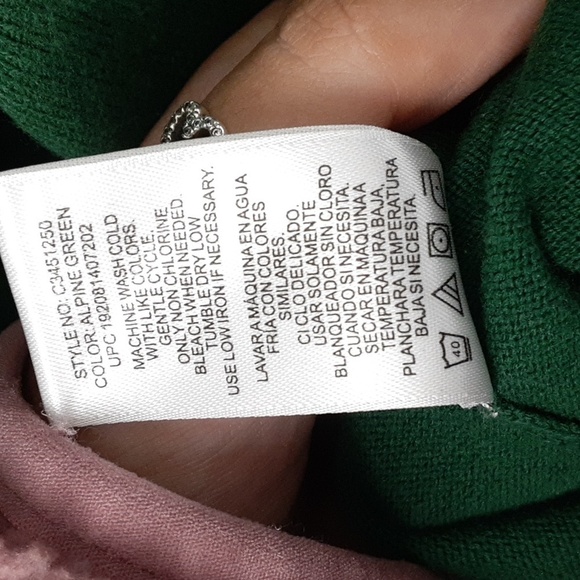 STYLE NO: C3451250
COLOR: ALPINE GREEN
UPC 192081407202
MACHINE WASH COLD
WITH LIKE COLORS.
GENTLE CYCLE.
ONLY NON CHLORINE
BLEACH WHEN NEEDED.
TUMBLE DRY LOW
USE LOW IRON IF NECESSARY.
LAVAR A MÁQUINA EN AGUA
FRIA CON COLORES
SIMILARES.
CICLO DELICADO.
USAR SOLAMENTE
BLANQUEADOR SIN CLORO
CUANDO SI NECESITA.
SECAR EN MAQUINA A
TEMPERATURA BAJA,
PLANCHAR A TEMPERATURA
BAJA SI NECESITA.
40